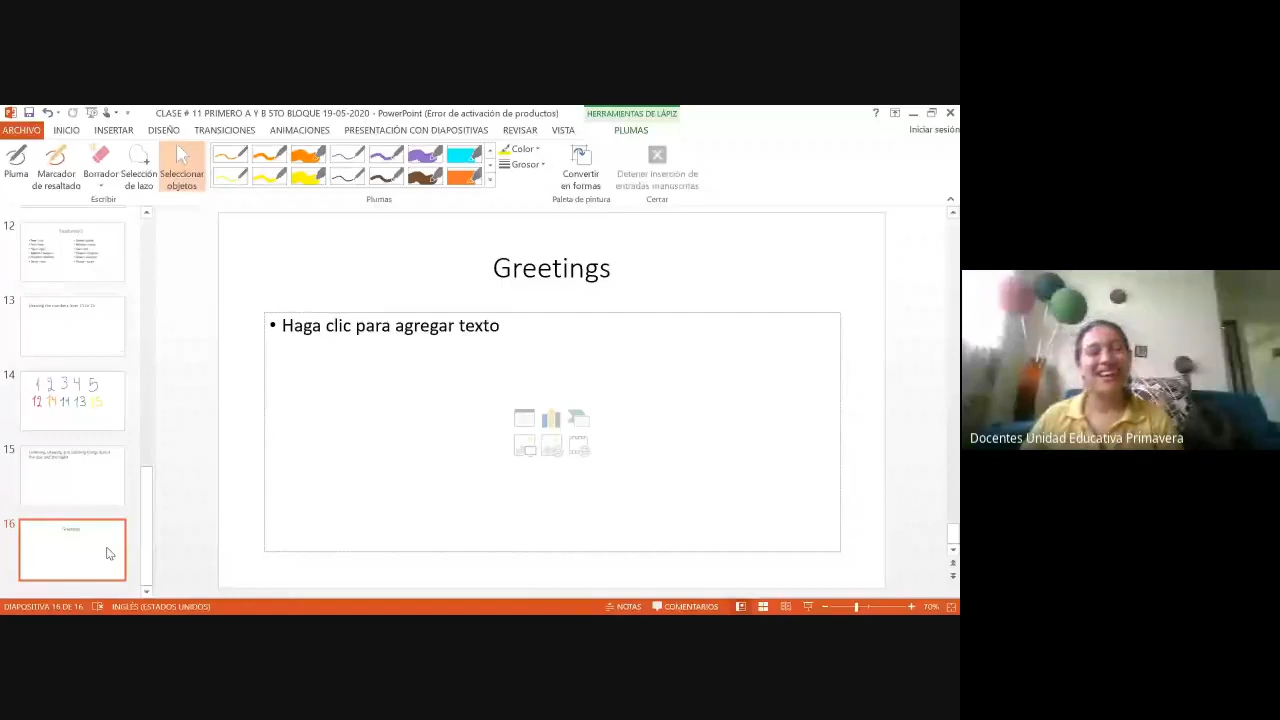 CLASE # 11 PRIMERO A Y B 5TO BLOQUE 19-05-2020 - PowerPoint (Error de activación de productos)
HERRAMIENTAS DE LÁPIZ
?
ARCHIVO INICIO INSERTAR DISEÑO TRANSICIONES ANIMACIONES PRESENTACIÓN CON DIAPOSITIVAS REVISAR VISTA PLUMAS
Iniciar sesión
Pluma
Marcador de resaltado
Borrador
Selección de lazo
Seleccionar objetos
Escribir
Plumas
Color
Grosor
Convertir en formas
Paleta de pintura
Detener inserción de entradas manuscritas
Cerrar
12
13
14
1 2 3 4 5
12 14 11 13 15
15
16
Greetings
Greetings
• Haga clic para agregar texto
Docentes Unidad Educativa Primavera
DIAPOSITIVA 16 DE 16
INGLÉS (ESTADOS UNIDOS)
NOTAS
COMENTARIOS
70%